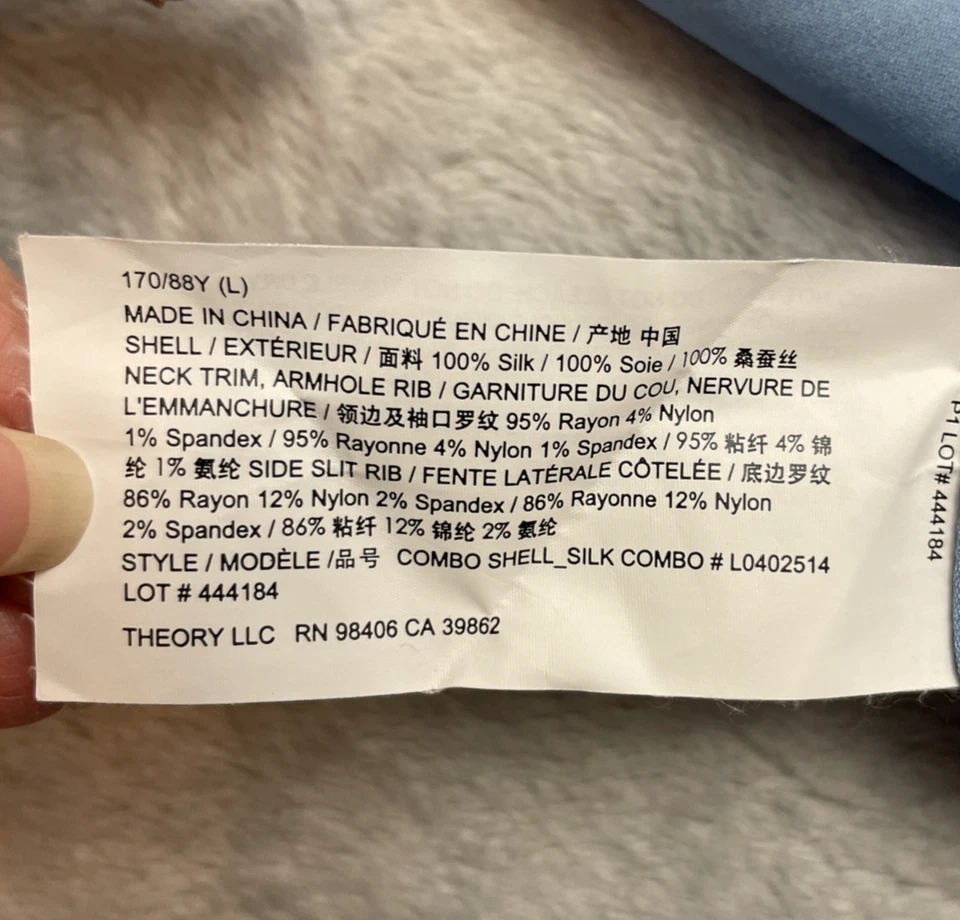 170/88Y (L)
MADE IN CHINA / FABRIQUÉ EN CHINE / 产地 中国
SHELL / EXTÉRIEUR / 面料 100% Silk / 100% Soie / 100% 桑蚕丝
NECK TRIM, ARMHOLE RIB / GARNITURE DU COU, NERVURE DE
L'EMMANCHURE / 领边及袖口罗纹 95% Rayon 4% Nylon
1% Spandex / 95% Rayonne 4% Nylon 1% Spandex / 95% 粘纤 4% 锦
纶 1% 氨纶 SIDE SLIT RIB / FENTE LATÉRALE CÔTELÉE / 底边罗纹
86% Rayon 12% Nylon 2% Spandex / 86% Rayonne 12% Nylon
2% Spandex / 86% 粘纤 12% 锦纶 2% 氨纶
STYLE / MODÈLE /品号 COMBO SHELL_SILK COMBO # L0402514
LOT # 444184
THEORY LLC RN 98406 CA 39862
P1 LOT# 444184